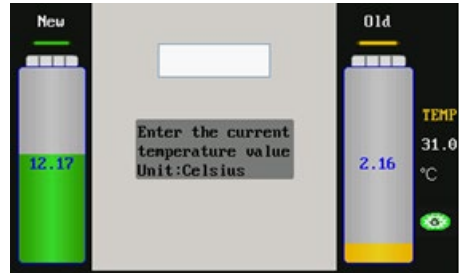 New
Old
Enter the current
temperature value
Unit:Celsius
12.17
2.16
TEMP
31.0
°C